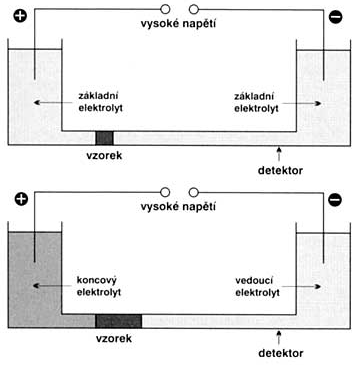 +
−
vysoké napětí
základní
elektrolyt
základní
elektrolyt
vzorek
detektor
+
−
vysoké napětí
koncový
elektrolyt
vedoucí
elektrolyt
vzorek
detektor